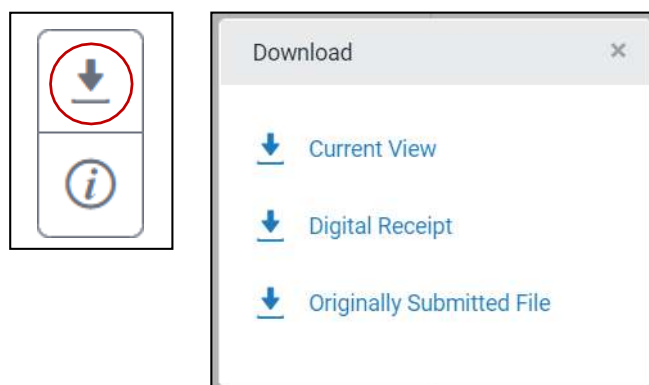 Download ×
i
Current View
Digital Receipt
Originally Submitted File